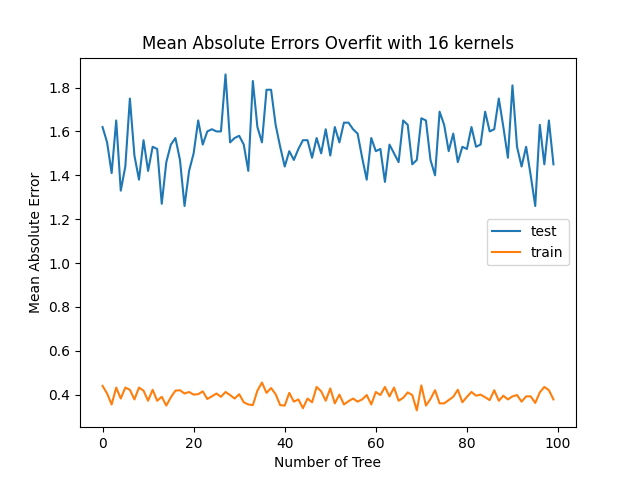 Mean Absolute Errors Overfit with 16 kernels
1.8
1.6
1.4
1.2
1.0
0.8
0.6
0.4
Mean Absolute Error
test
train
0 20 40 60 80 100
Number of Tree